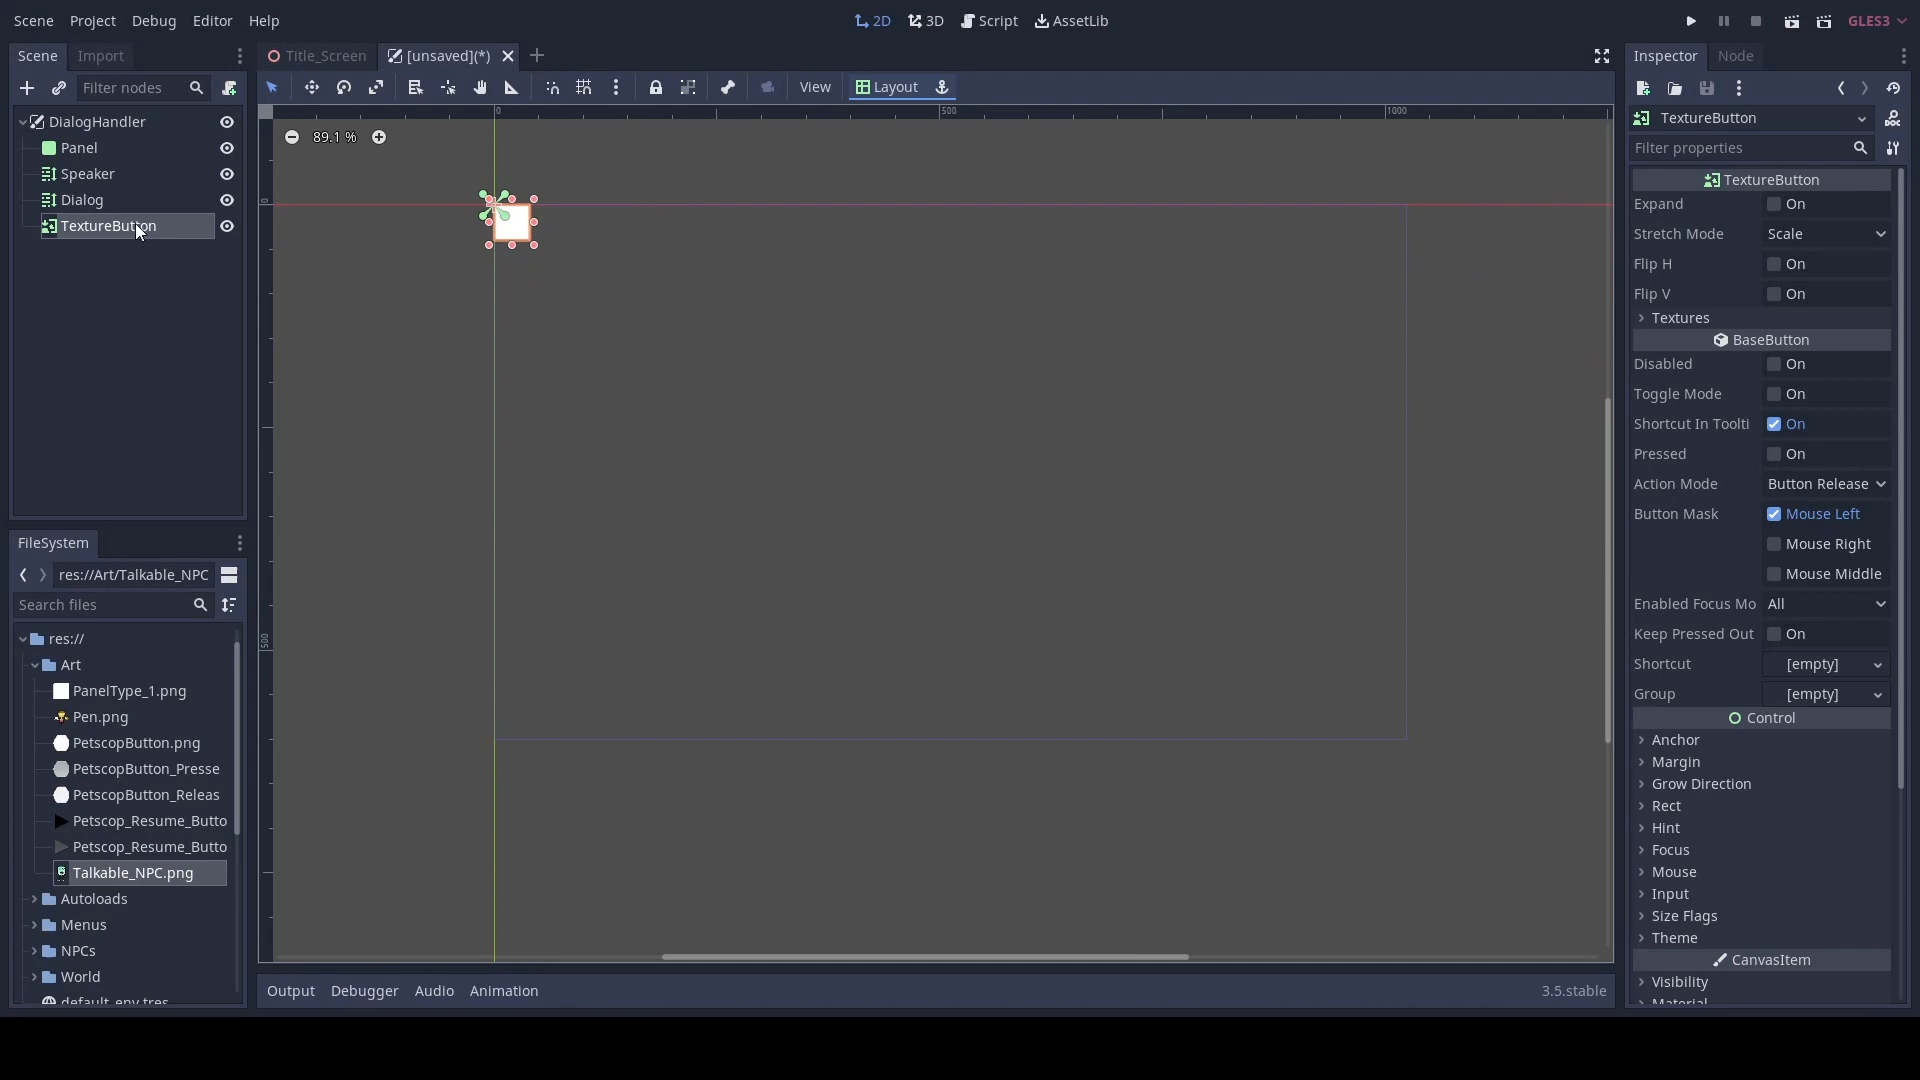 Scene Project Debug Editor Help 2D 3D Script AssetLib GLES3
Scene Import
Title_Screen [unsaved](*)
Inspector Node
Filter nodes
View Layout
DialogHandler
Panel
Speaker
Dialog
TextureButton
89.1 %
0 500 1000
0
500
TextureButton
Filter properties
TextureButton
Expand On
Stretch Mode Scale
Flip H On
Flip V On
Textures
BaseButton
Disabled On
Toggle Mode On
Shortcut In Toolti On
Pressed On
Action Mode Button Release
Button Mask Mouse Left
Mouse Right
Mouse Middle
Enabled Focus Mo All
Keep Pressed Out On
Shortcut [empty]
Group [empty]
Control
Anchor
Margin
Grow Direction
Rect
Hint
Focus
Mouse
Input
Size Flags
Theme
CanvasItem
Visibility
Material
FileSystem
res://Art/Talkable_NPC
Search files
res://
Art
PanelType_1.png
Pen.png
PetscopButton.png
PetscopButton_Presse
PetscopButton_Releas
Petscop_Resume_Butto
Petscop_Resume_Butto
Talkable_NPC.png
Autoloads
Menus
NPCs
World
default_env.tres
Output Debugger Audio Animation 3.5.stable